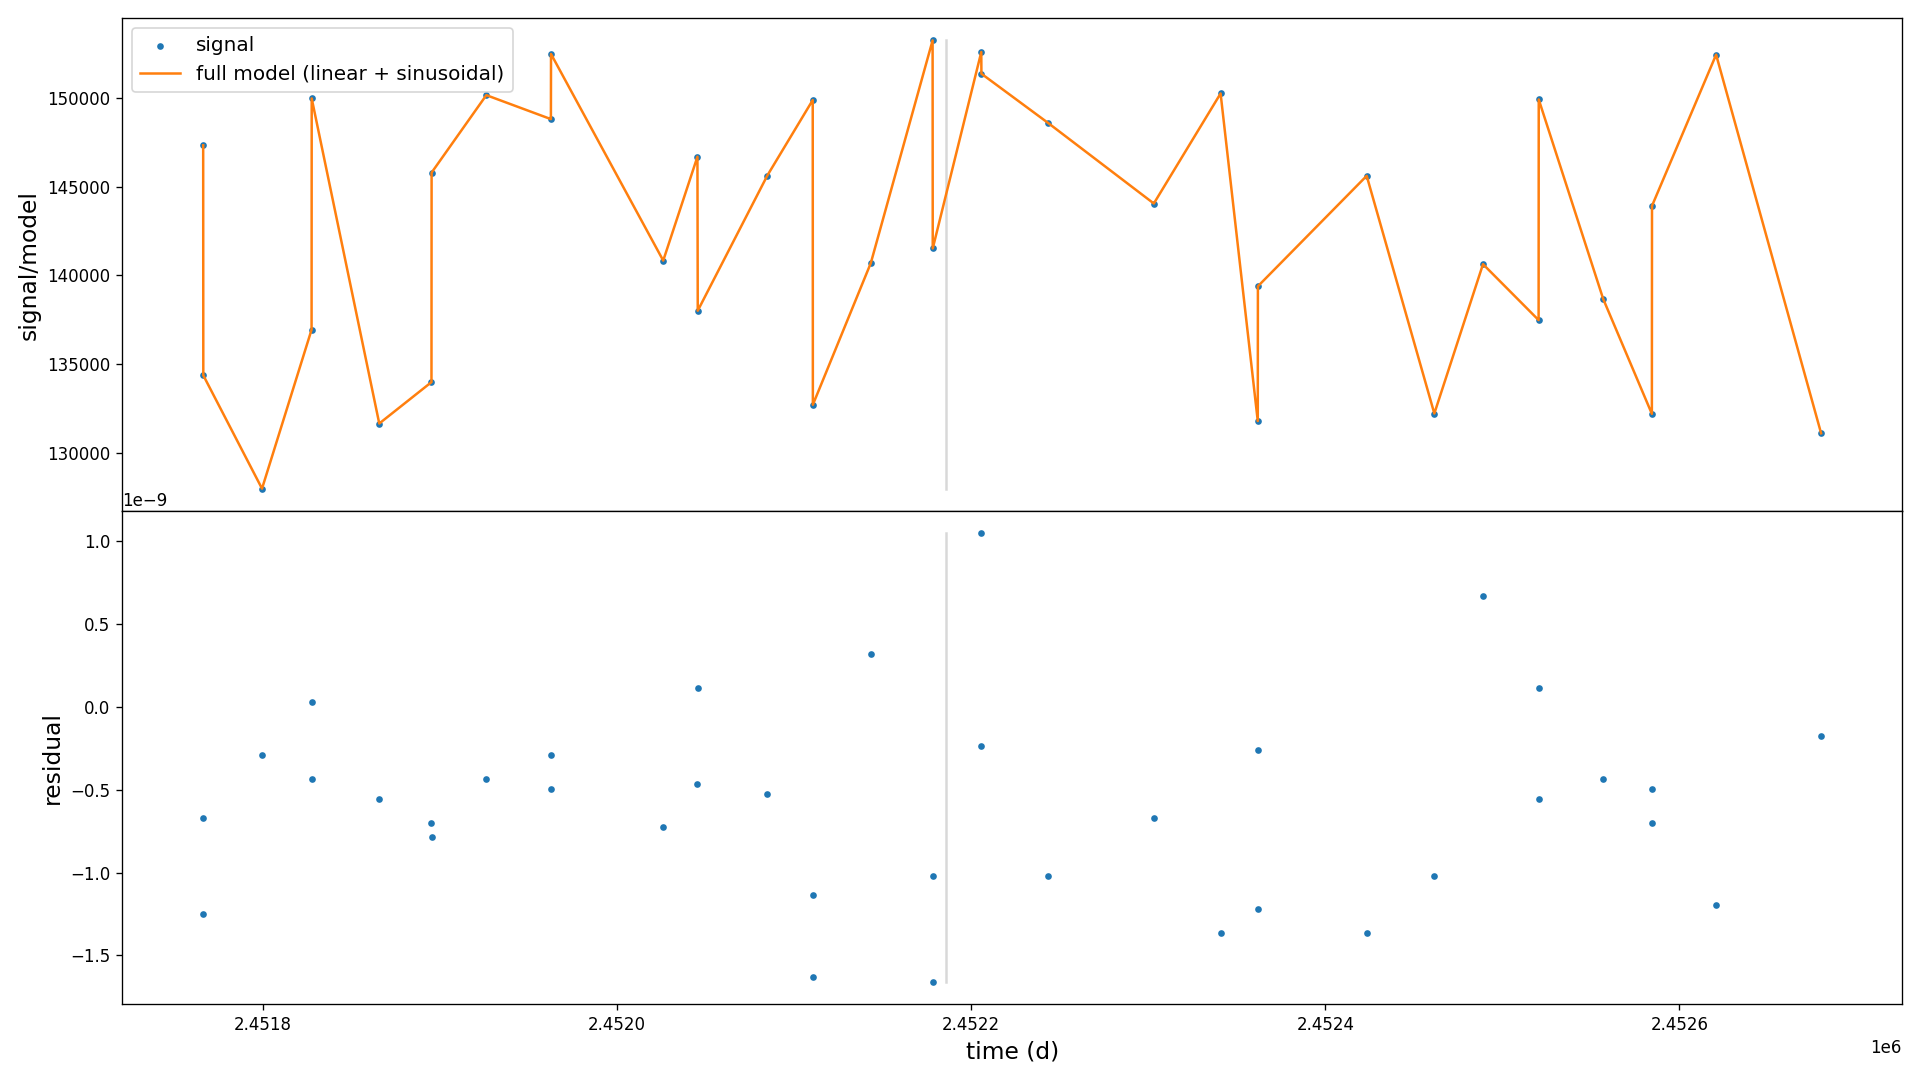 signal
full model (linear + sinusoidal)
signal/model
150000
145000
140000
135000
130000
1e−9
residual
1.0
0.5
0.0
−0.5
−1.0
−1.5
2.4518
2.4520
2.4522
2.4524
2.4526
time (d)
1e6